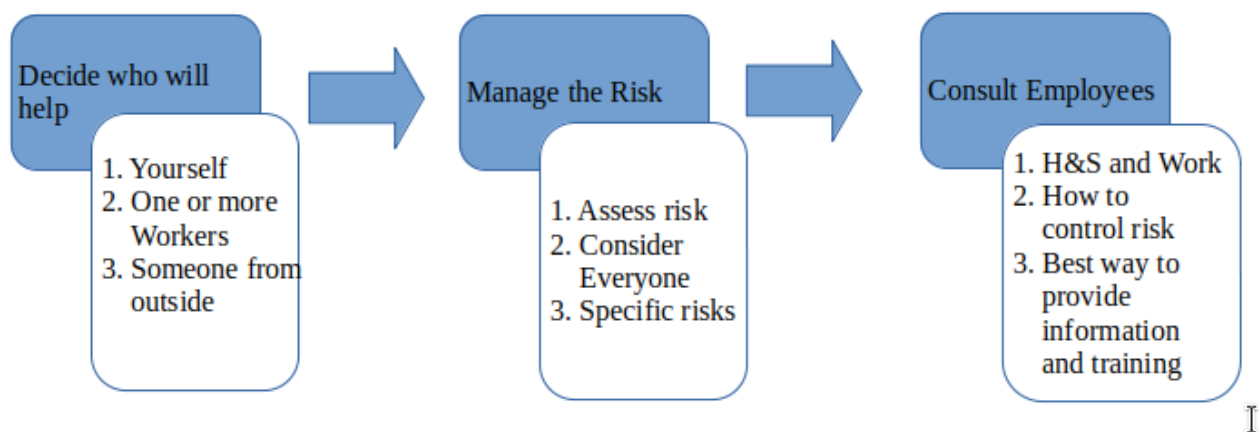 Decide who will
help
1. Yourself
2. One or more
Workers
3. Someone from
outside
Manage the Risk
1. Assess risk
2. Consider
Everyone
3. Specific risks
Consult Employees
1. H&S and Work
2. How to
control risk
3. Best way to
provide
information
and training